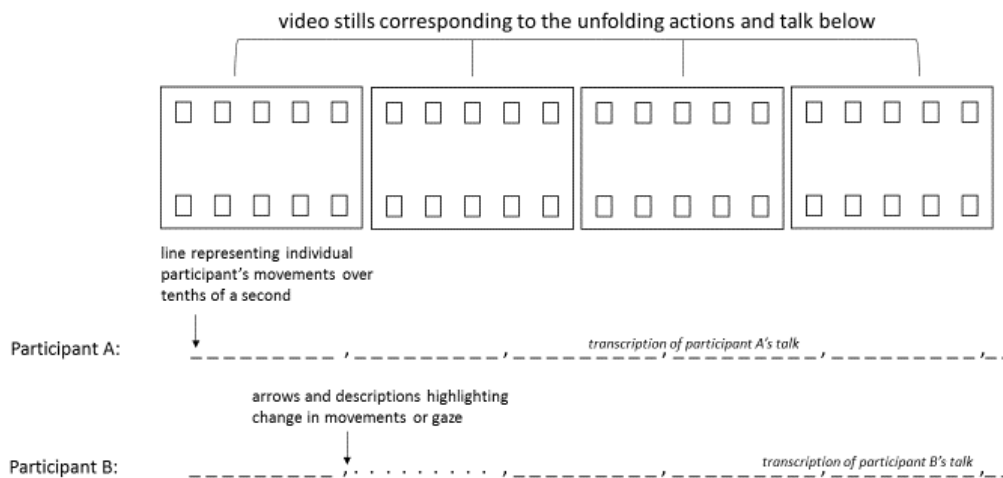 video stills corresponding to the unfolding actions and talk below
line representing individual
participant's movements over
tenths of a second
Participant A: _ _ _ _ _ _ _ _ _ , _ _ _ _ _ _ _ _ _ , _ _ _ _ _ transcription of participant A's talk _ _ _ _ _ , _ _
arrows and descriptions highlighting
change in movements or gaze
Participant B: _ _ _ _ _ _ _ _ _ , . . . . . . . . . , _ _ _ _ _ _ _ _ _ , _ _ _ _ _ transcription of participant B's talk , _ _